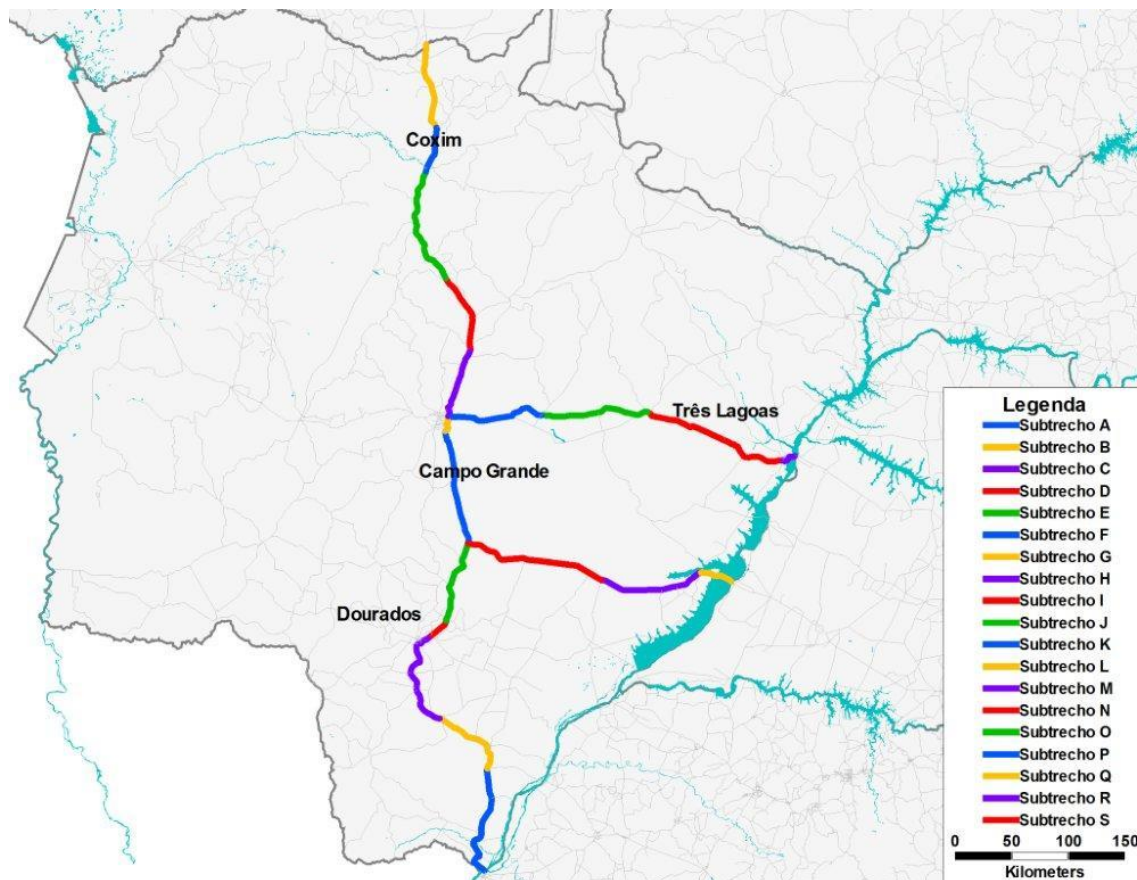 Coxim
Três Lagoas
Campo Grande
Dourados
Legenda
Subtrecho A
Subtrecho B
Subtrecho C
Subtrecho D
Subtrecho E
Subtrecho F
Subtrecho G
Subtrecho H
Subtrecho I
Subtrecho J
Subtrecho K
Subtrecho L
Subtrecho M
Subtrecho N
Subtrecho O
Subtrecho P
Subtrecho Q
Subtrecho R
Subtrecho S
0 50 100 150
Kilometers